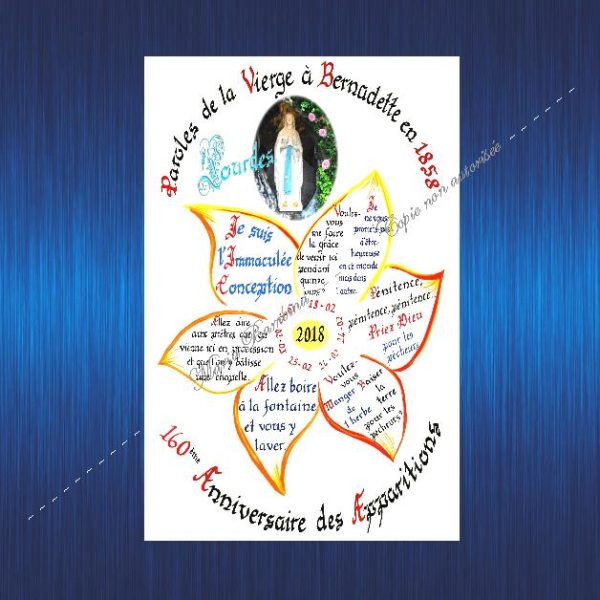 Paroles de la Vierge à Bernadette en 1858
Lourdes
Copie non autorisée
Je suis
l'Immaculée
Conception
Voulez-
vous
me faire
la grâce
de venir ici
pendant
quinze
jours?
Je
ne vous
promets pas
d'être
heureuse
en ce monde
mais dans
l'autre.
Pénitence,
pénitence, pénitence...
Priez Dieu
pour les
pécheurs.
Voulez-
vous
Manger
de
l'herbe
Baiser
la
terre
pour les
pécheurs?
Allez boire
à la fontaine
et vous y
laver.
Allez dire
aux prêtres que l'on
vienne ici en procession
et que l'on y bâtisse
une chapelle.
18-02
24-02
25-02
2018
160ème Anniversaire des Apparitions